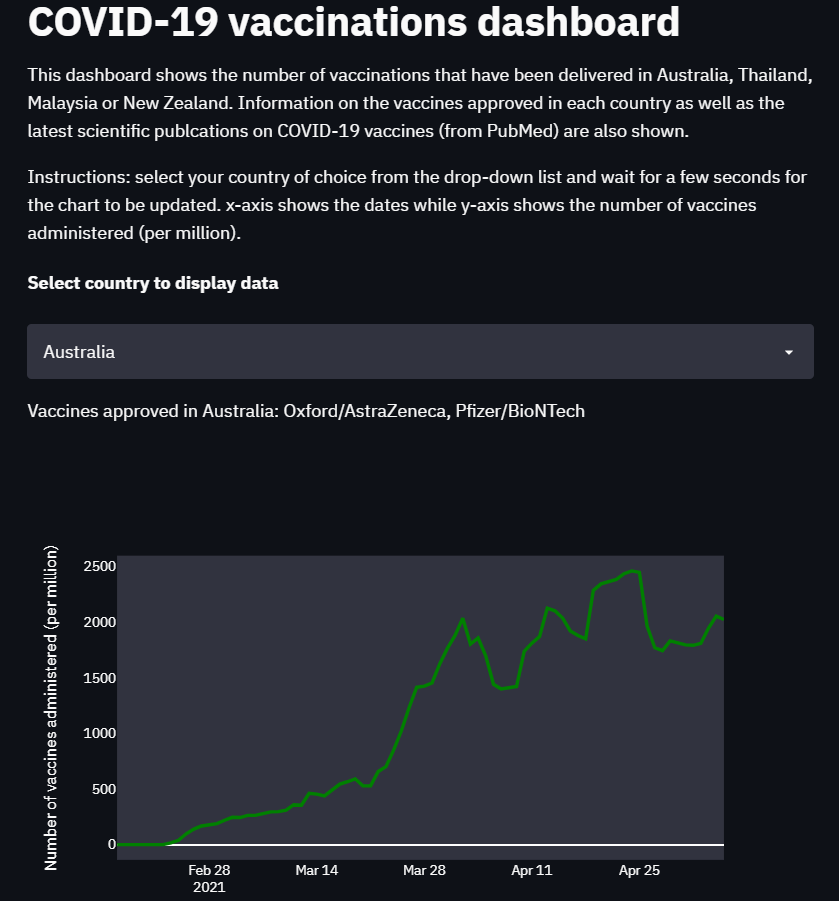 COVID-19 vaccinations dashboard
This dashboard shows the number of vaccinations that have been delivered in Australia, Thailand,
Malaysia or New Zealand. Information on the vaccines approved in each country as well as the
latest scientific publcations on COVID-19 vaccines (from PubMed) are also shown.
Instructions: select your country of choice from the drop-down list and wait for a few seconds for
the chart to be updated. x-axis shows the dates while y-axis shows the number of vaccines
administered (per million).
Select country to display data
Australia
Vaccines approved in Australia: Oxford/AstraZeneca, Pfizer/BioNTech
Number of vaccines administered (per million)
2500
2000
1500
1000
500
0
Feb 28 Mar 14 Mar 28 Apr 11 Apr 25
2021